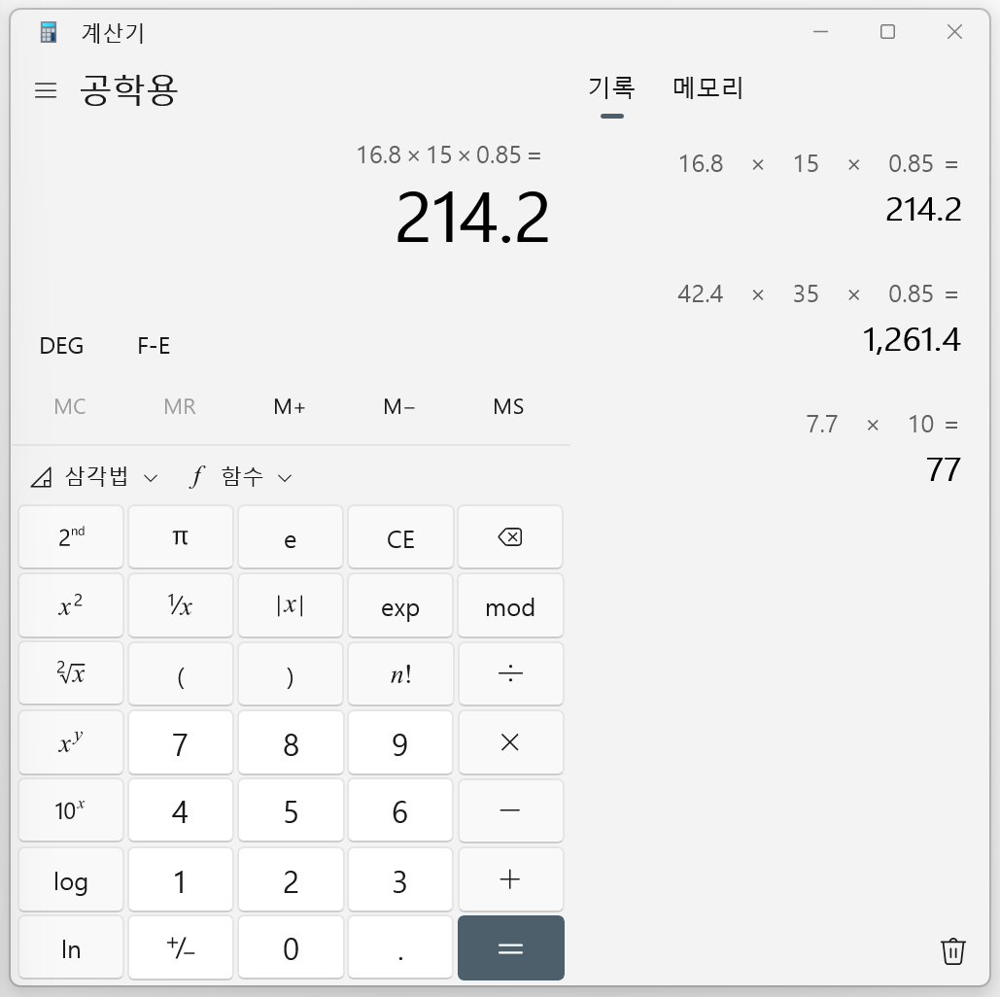 계산기
공학용
기록 메모리
16.8 × 15 × 0.85 =
214.2
16.8 × 15 × 0.85 =
214.2
42.4 × 35 × 0.85 =
1,261.4
7.7 × 10 =
77
DEG F-E
MC MR M+ M− MS
삼각법 f 함수
2nd π e CE
x2 1/x |x| exp mod
2√x ( ) n! ÷
xy 7 8 9 ×
10x 4 5 6 −
log 1 2 3 +
ln +/− 0 . =